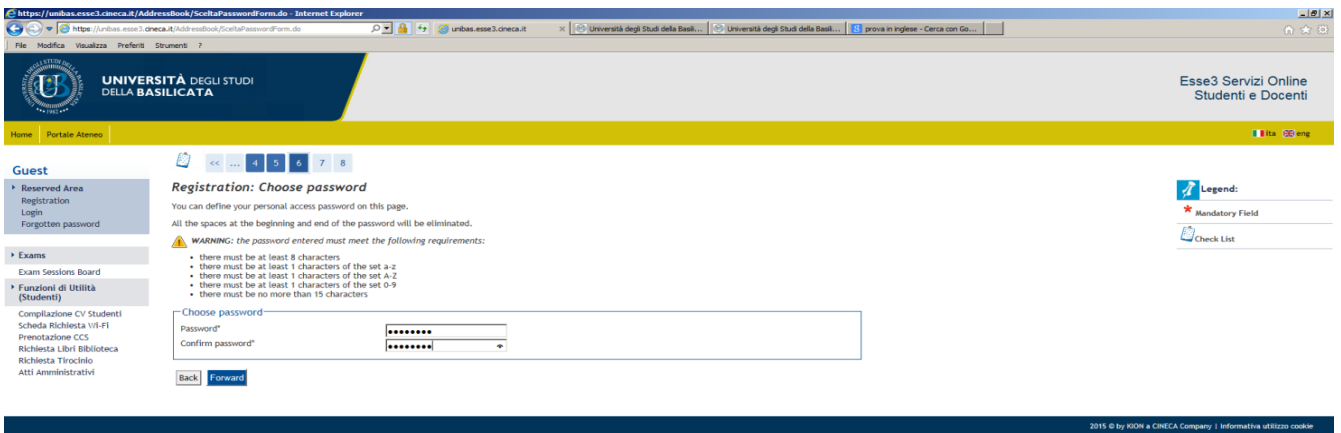 https://unibas.esse3.cineca.it/AddressBook/SceltaPasswordForm.do - Internet Explorer
https://unibas.esse3.cineca.it/AddressBook/SceltaPasswordForm.do
unibas.esse3.cineca.it
Università degli Studi della Basil...
Università degli Studi della Basil...
prova in inglese - Cerca con Go...
File Modifica Visualizza Preferiti Strumenti ?
UNIVERSITÀ DEGLI STUDI
DELLA BASILICATA
Esse3 Servizi Online
Studenti e Docenti
Home Portale Ateneo
ita eng
<< ... 4 5 6 7 8
Guest
Reserved Area
Registration
Login
Forgotten password
Exams
Exam Sessions Board
Funzioni di Utilità
(Studenti)
Compilazione CV Studenti
Scheda Richiesta Wi-Fi
Prenotazione CCS
Richiesta Libri Biblioteca
Richiesta Tirocinio
Atti Amministrativi
Registration: Choose password
You can define your personal access password on this page.
All the spaces at the beginning and end of the password will be eliminated.
WARNING: the password entered must meet the following requirements:
• there must be at least 8 characters
• there must be at least 1 characters of the set a-z
• there must be at least 1 characters of the set A-Z
• there must be at least 1 characters of the set 0-9
• there must be no more than 15 characters
Choose password
Password* ••••••••
Confirm password* ••••••••
Back Forward
Legend:
* Mandatory Field
Check List
2015 © by KION a CINECA Company | Informativa utilizzo cookie